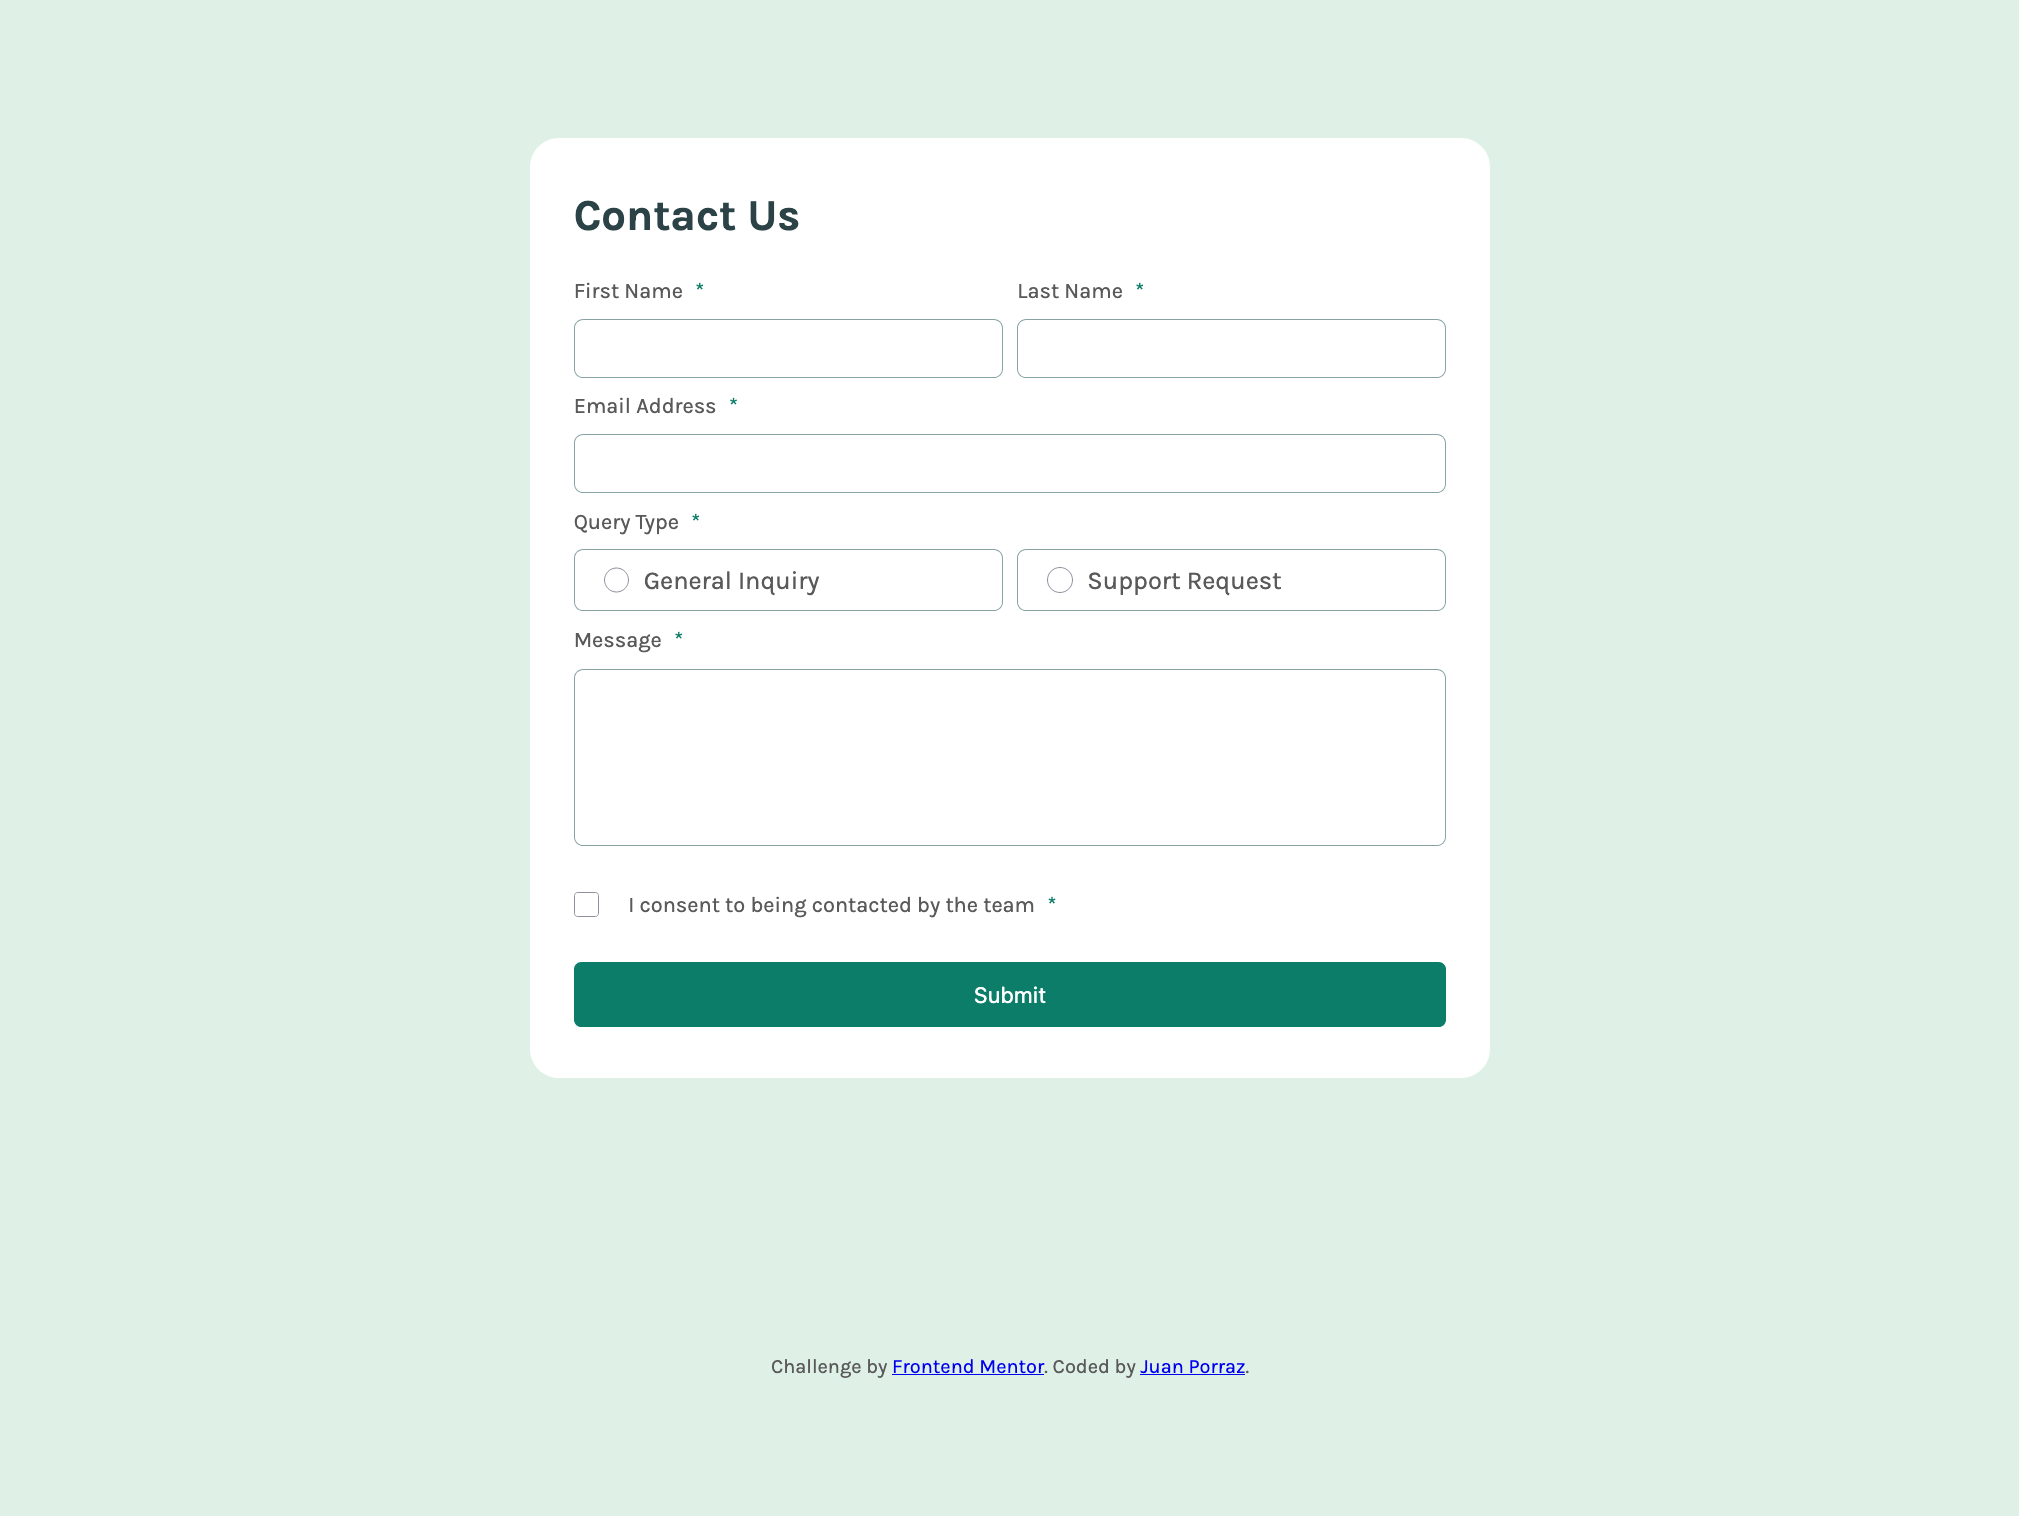 Contact Us
First Name *
Last Name *
Email Address *
Query Type *
General Inquiry
Support Request
Message *
I consent to being contacted by the team *
Submit
Challenge by Frontend Mentor. Coded by Juan Porraz.